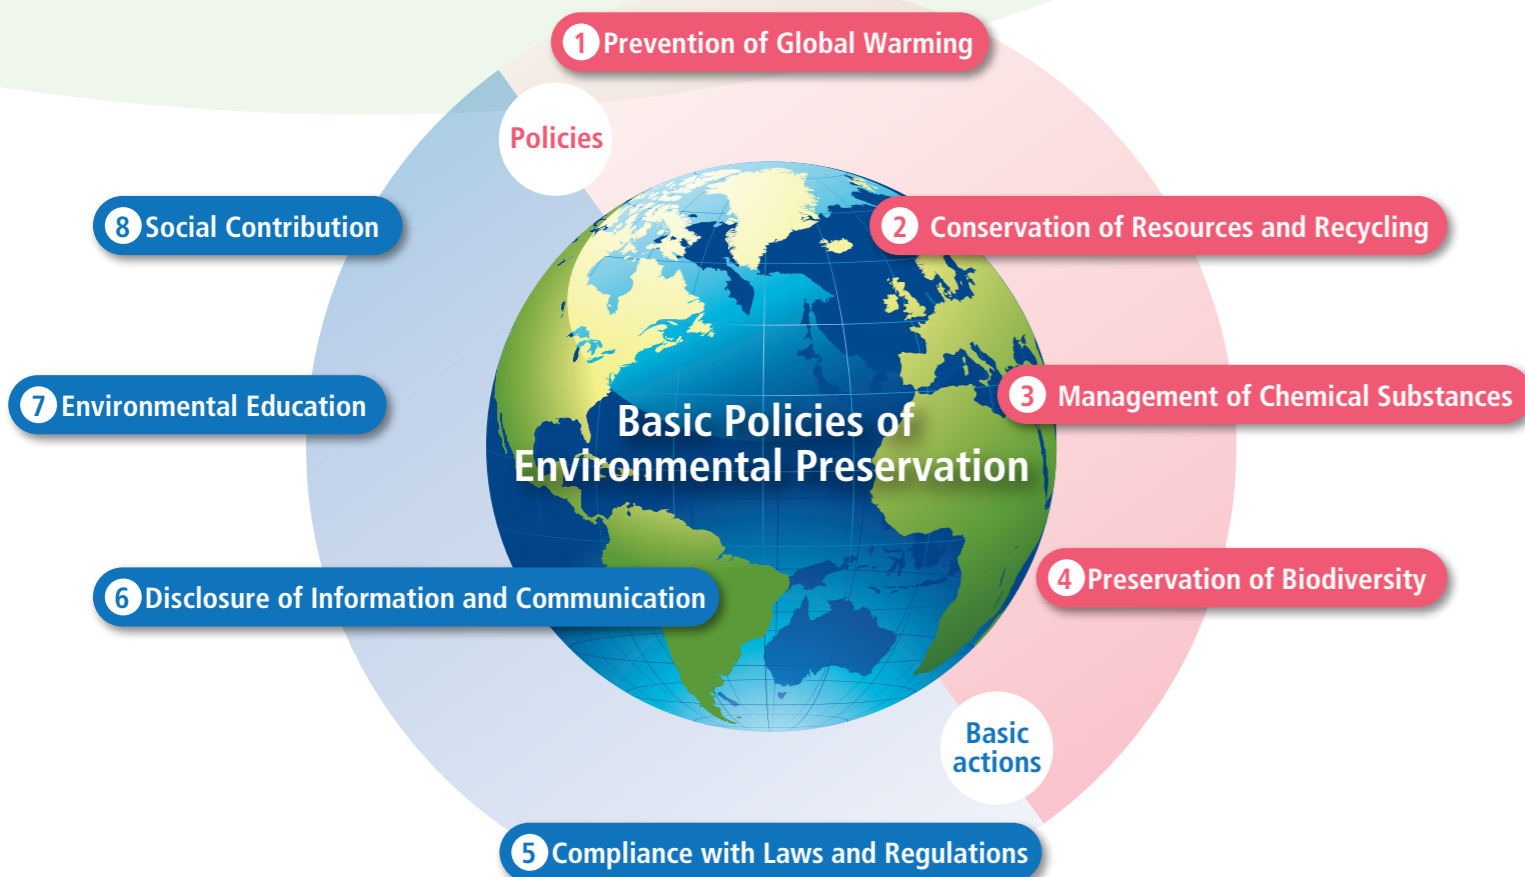 1 Prevention of Global Warming
Policies
2 Conservation of Resources and Recycling
3 Management of Chemical Substances
4 Preservation of Biodiversity
Basic Policies of
Environmental Preservation
Basic
actions
5 Compliance with Laws and Regulations
6 Disclosure of Information and Communication
7 Environmental Education
8 Social Contribution